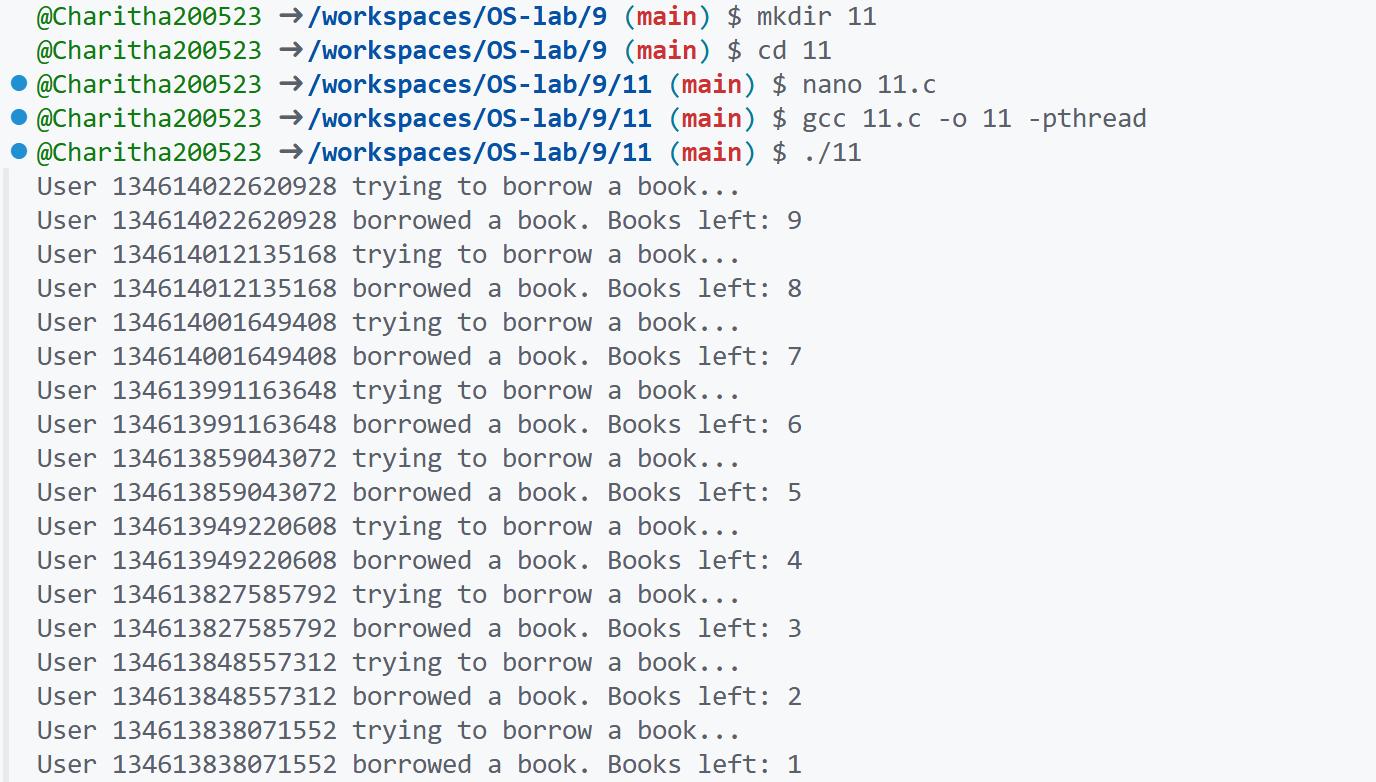 @Charitha200523 ➜/workspaces/OS-lab/9 (main) $ mkdir 11
@Charitha200523 ➜/workspaces/OS-lab/9 (main) $ cd 11
@Charitha200523 ➜/workspaces/OS-lab/9/11 (main) $ nano 11.c
@Charitha200523 ➜/workspaces/OS-lab/9/11 (main) $ gcc 11.c -o 11 -pthread
@Charitha200523 ➜/workspaces/OS-lab/9/11 (main) $ ./11
User 134614022620928 trying to borrow a book...
User 134614022620928 borrowed a book. Books left: 9
User 134614012135168 trying to borrow a book...
User 134614012135168 borrowed a book. Books left: 8
User 134614001649408 trying to borrow a book...
User 134614001649408 borrowed a book. Books left: 7
User 134613991163648 trying to borrow a book...
User 134613991163648 borrowed a book. Books left: 6
User 134613859043072 trying to borrow a book...
User 134613859043072 borrowed a book. Books left: 5
User 134613949220608 trying to borrow a book...
User 134613949220608 borrowed a book. Books left: 4
User 134613827585792 trying to borrow a book...
User 134613827585792 borrowed a book. Books left: 3
User 134613848557312 trying to borrow a book...
User 134613848557312 borrowed a book. Books left: 2
User 134613838071552 trying to borrow a book...
User 134613838071552 borrowed a book. Books left: 1